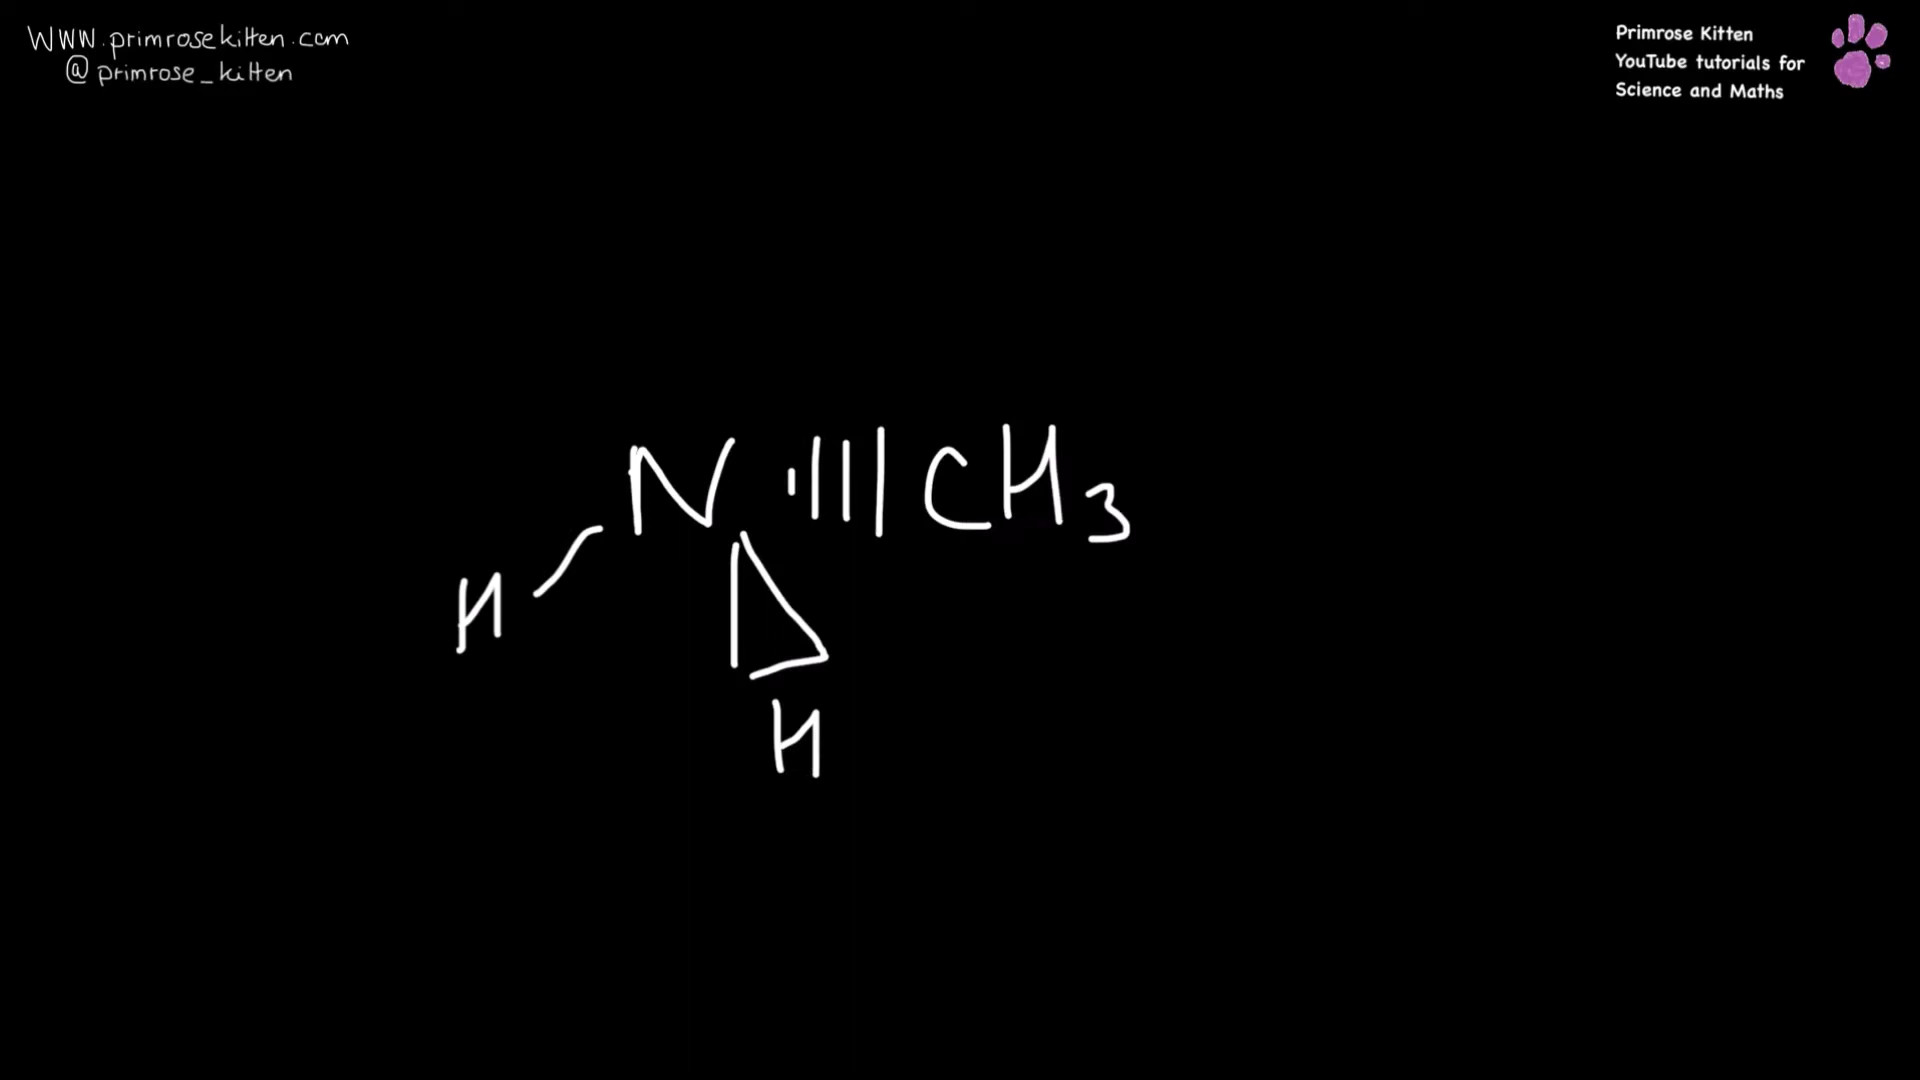 www.primrosekitten.com
@primrose_kitten
Primrose Kitten
YouTube tutorials for
Science and Maths
N CH3
H
H